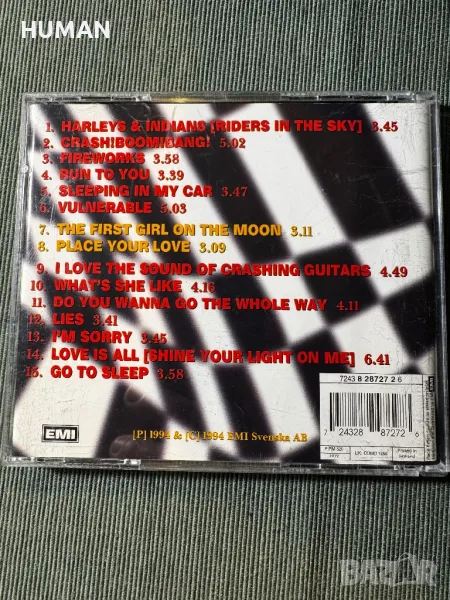 HUMAN
1. HARLEYS & INDIANS [RIDERS IN THE SKY] 3.45
2. CRASH!BOOM!BANG! 5.02
3. FIREWORKS 3.58
4. RUN TO YOU 3.39
5. SLEEPING IN MY CAR 3.47
6. VULNERABLE 5.03
7. THE FIRST GIRL ON THE MOON 3.11
8. PLACE YOUR LOVE 3.09
9. I LOVE THE SOUND OF CRASHING GUITARS 4.49
10. WHAT'S SHE LIKE 4.16
11. DO YOU WANNA GO THE WHOLE WAY 4.11
12. LIES 3.41
13. I'M SORRY 3.45
14. LOVE IS ALL [SHINE YOUR LIGHT ON ME] 6.41
15. GO TO SLEEP 3.58
7243 8 28727 2 6
7 24328 87272 6
EMI
[P] 1994 & [C] 1994 EMI Svenska AB
Printed in
bazar.bg